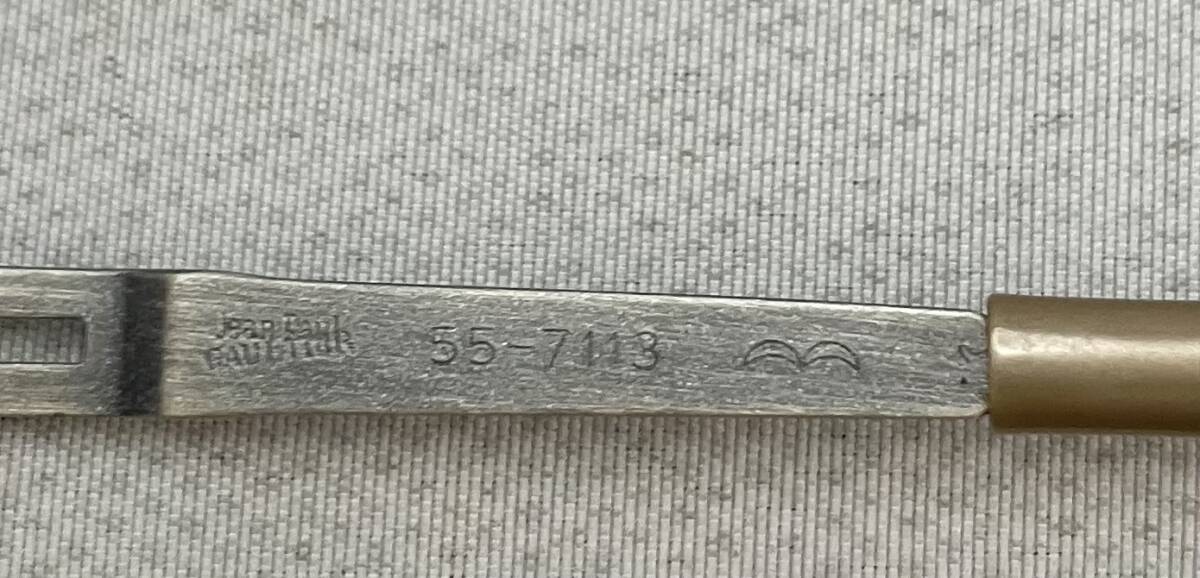 Jean Paul
GAULTIER
55-7113